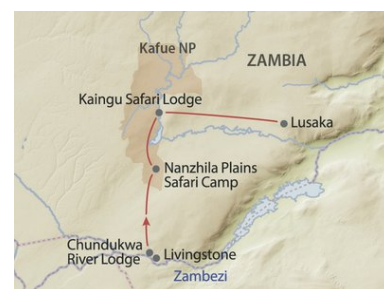 Kafue NP
ZAMBIA
Kaingu Safari Lodge
Lusaka
Nanzhila Plains
Safari Camp
Chundukwa
River Lodge
Livingstone
Zambezi